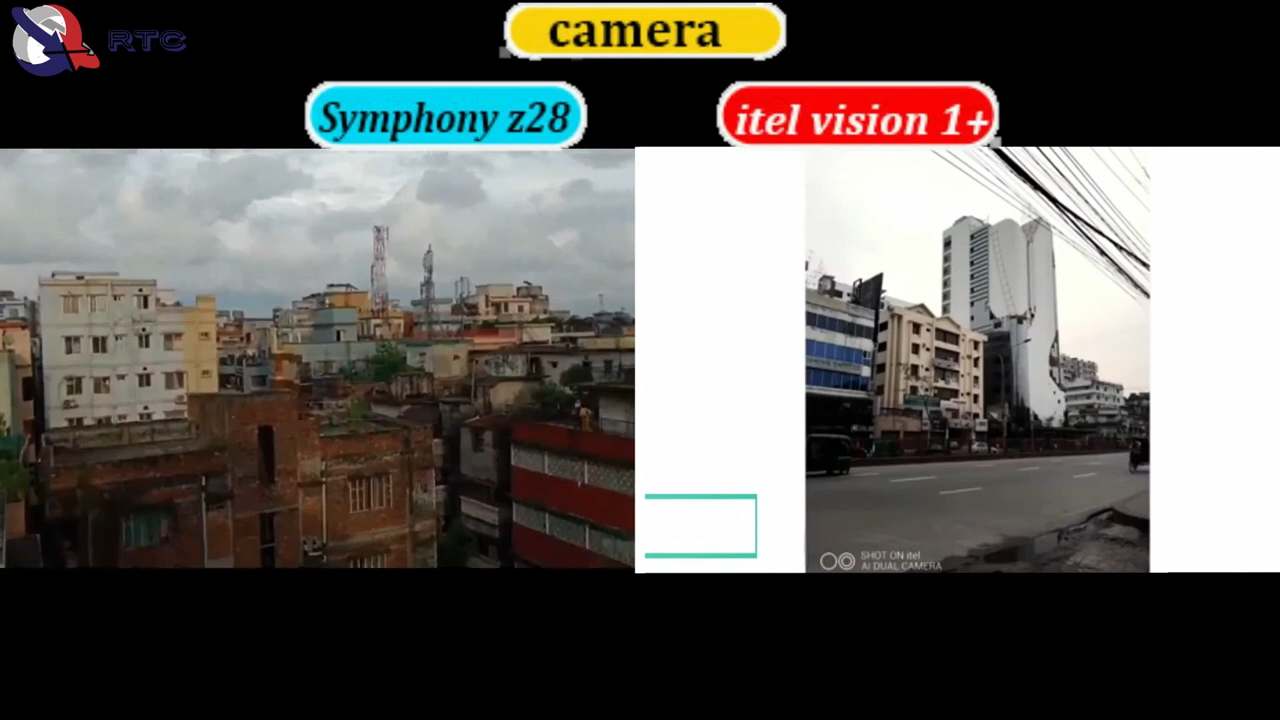 RTC
camera
Symphony z28
itel vision 1+
SHOT ON itel
AI DUAL CAMERA